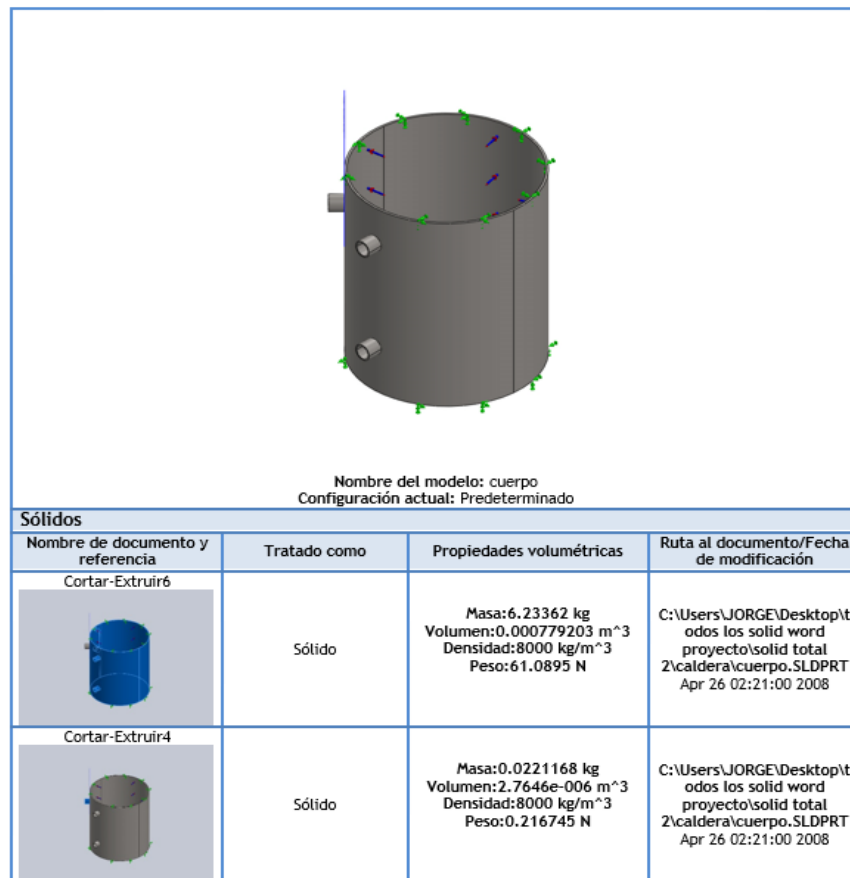 Nombre del modelo: cuerpo
Configuración actual: Predeterminado
Sólidos
Nombre de documento y
referencia
Tratado como
Propiedades volumétricas
Ruta al documento/Fecha
de modificación
Cortar-Extruir6
Sólido
Masa:6.23362 kg
Volumen:0.000779203 m^3
Densidad:8000 kg/m^3
Peso:61.0895 N
C:\Users\JORGE\Desktop\t
odos los solid word
proyecto\solid total
2\caldera\cuerpo.SLDPRT
Apr 26 02:21:00 2008
Cortar-Extruir4
Sólido
Masa:0.0221168 kg
Volumen:2.7646e-006 m^3
Densidad:8000 kg/m^3
Peso:0.216745 N
C:\Users\JORGE\Desktop\t
odos los solid word
proyecto\solid total
2\caldera\cuerpo.SLDPRT
Apr 26 02:21:00 2008